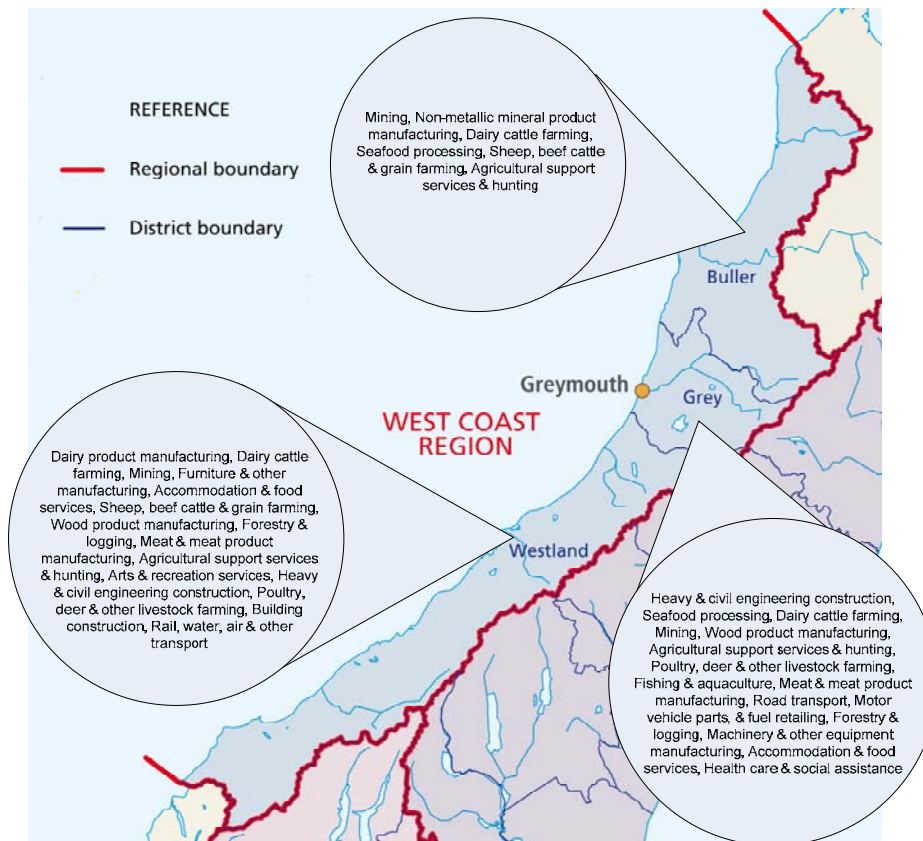 REFERENCE
Regional boundary
District boundary
Mining, Non-metallic mineral product
manufacturing, Dairy cattle farming,
Seafood processing, Sheep, beef cattle
& grain farming, Agricultural support
services & hunting
Buller
Greymouth
Grey
WEST COAST
REGION
Dairy product manufacturing, Dairy cattle
farming, Mining, Furniture & other
manufacturing, Accommodation & food
services, Sheep, beef cattle & grain farming,
Wood product manufacturing, Forestry &
logging, Meat & meat product
manufacturing, Agricultural support services
& hunting, Arts & recreation services, Heavy
& civil engineering construction, Poultry,
deer & other livestock farming, Building
construction, Rail, water, air & other
transport
Westland
Heavy & civil engineering construction,
Seafood processing, Dairy cattle farming,
Mining, Wood product manufacturing,
Agricultural support services & hunting,
Poultry, deer & other livestock farming,
Fishing & aquaculture, Meat & meat product
manufacturing, Road transport, Motor
vehicle parts, & fuel retailing, Forestry &
logging, Machinery & other equipment
manufacturing, Accommodation & food
services, Health care & social assistance